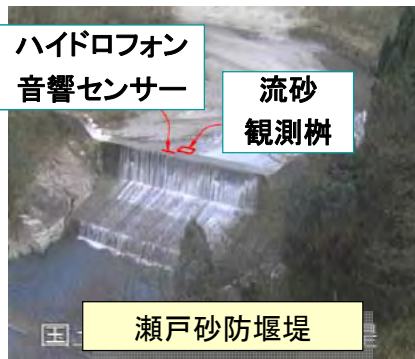 ハイドロフォン
音響センサー
流砂
観測桝
国
瀬戸砂防堰堤